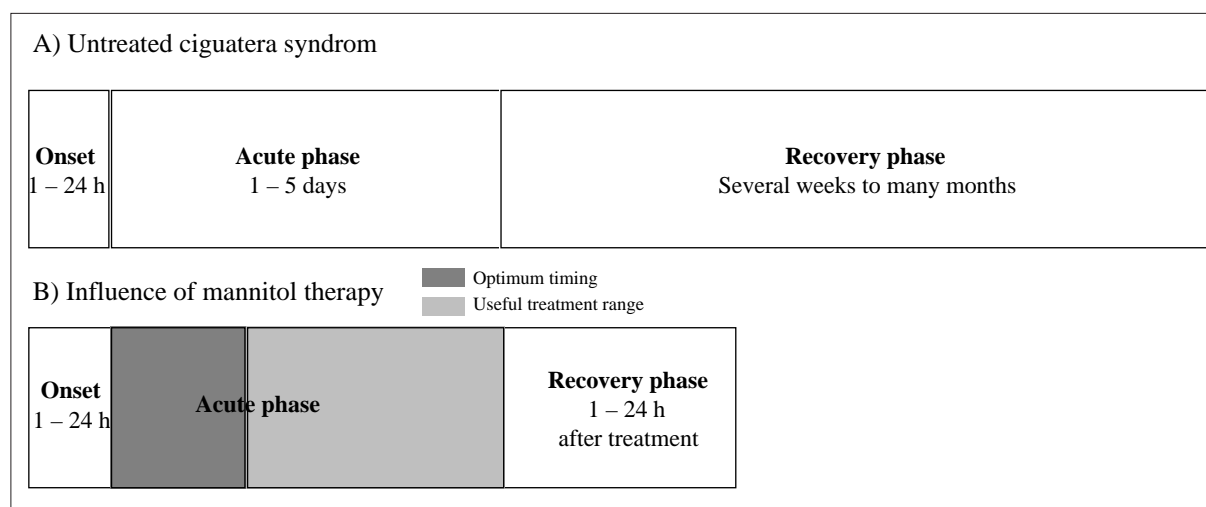 A) Untreated ciguatera syndrom
Onset
1 – 24 h
Acute phase
1 – 5 days
Recovery phase
Several weeks to many months
B) Influence of mannitol therapy
Optimum timing
Useful treatment range
Onset
1 – 24 h
Acute phase
Recovery phase
1 – 24 h
after treatment